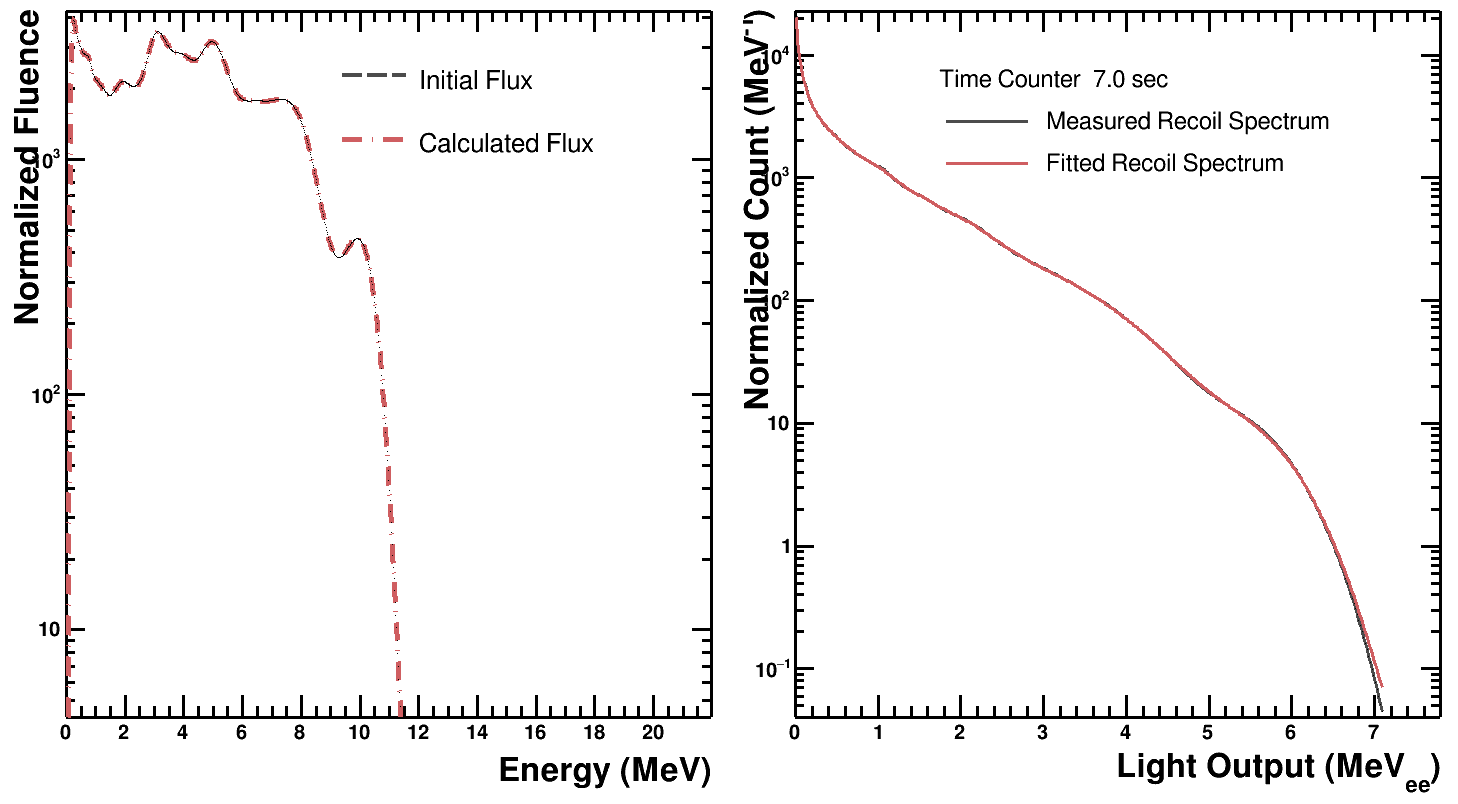 Normalized Fluence
Initial Flux
Calculated Flux
10³
10²
10
0 2 4 6 8 10 12 14 16 18 20
Energy (MeV)
Normalized Count (MeV⁻¹)
Time Counter 7.0 sec
Measured Recoil Spectrum
Fitted Recoil Spectrum
10⁴
10³
10²
10
1
10⁻¹
0 1 2 3 4 5 6 7
Light Output (MeVee)